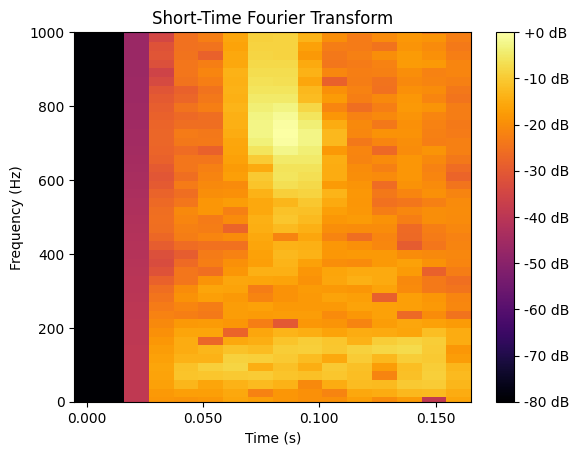 Short-Time Fourier Transform
1000
800
600
400
200
0
Frequency (Hz)
0.000
0.050
0.100
0.150
Time (s)
+0 dB
-10 dB
-20 dB
-30 dB
-40 dB
-50 dB
-60 dB
-70 dB
-80 dB